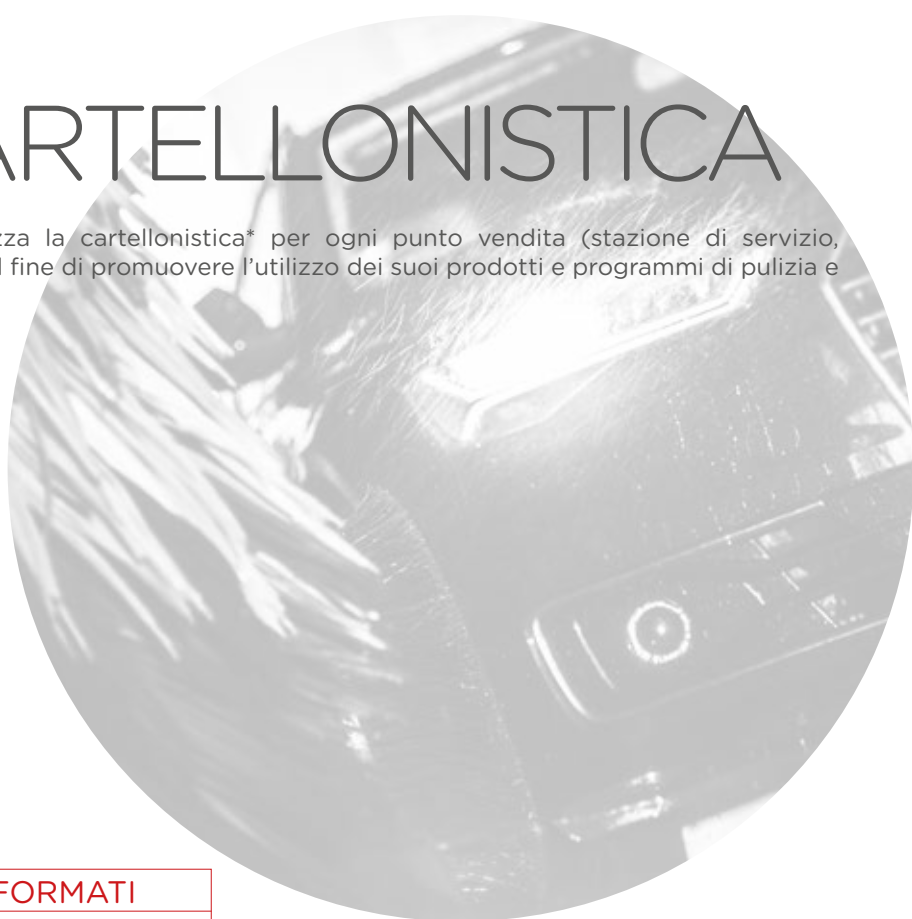 ARTELLONISTICA
zza la cartellonistica* per ogni punto vendita (stazione di servizio,
l fine di promuovere l'utilizzo dei suoi prodotti e programmi di pulizia e
FORMATI